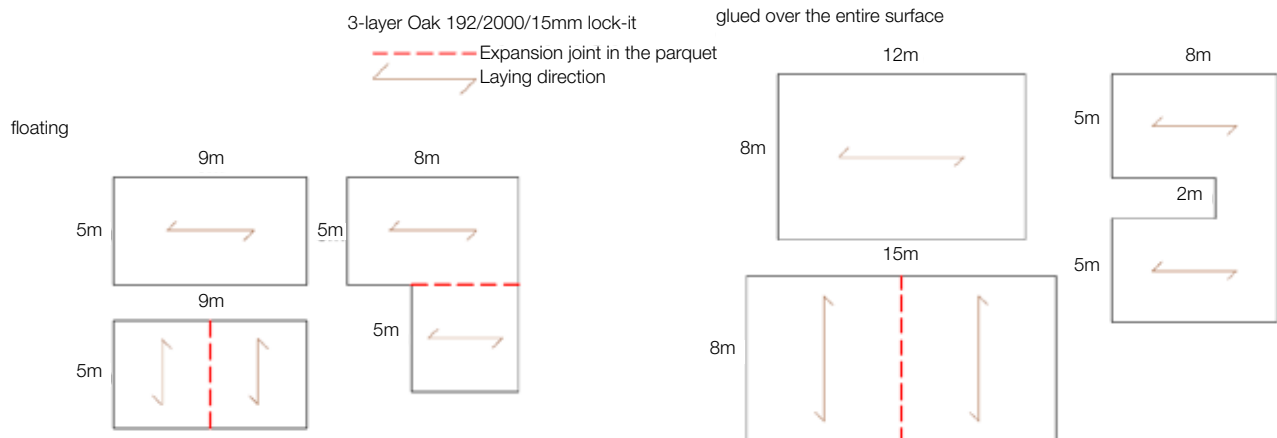 3-layer Oak 192/2000/15mm lock-it
Expansion joint in the parquet
Laying direction
floating
9m
5m
8m
5m
9m
5m
5m
glued over the entire surface
12m
8m
8m
5m
2m
5m
15m
8m